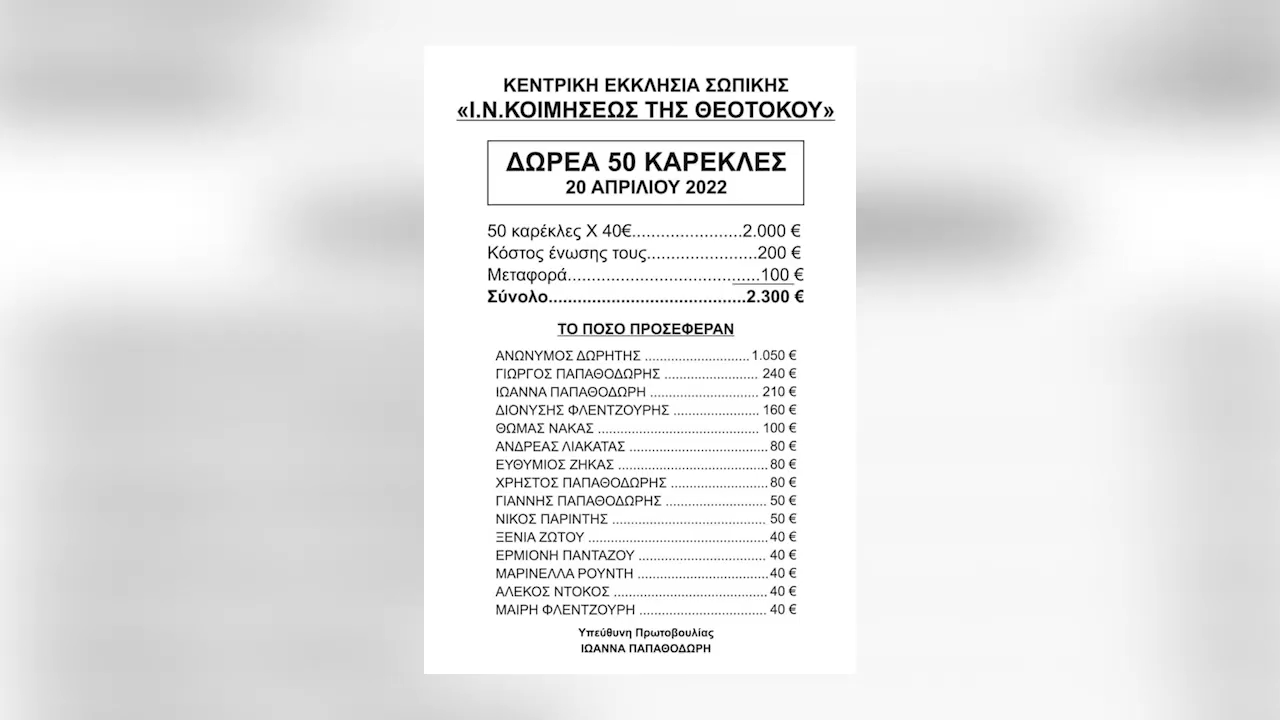 ΚΕΝΤΡΙΚΗ ΕΚΚΛΗΣΙΑ ΣΩΠΙΚΗΣ
«Ι.Ν.ΚΟΙΜΗΣΕΩΣ ΤΗΣ ΘΕΟΤΟΚΟΥ»
ΔΩΡΕΑ 50 ΚΑΡΕΚΛΕΣ
20 ΑΠΡΙΛΙΟΥ 2022
50 καρέκλες Χ 40€.......................2.000 €
Κόστος ένωσης τους.......................200 €
Μεταφορά........................................100 €
Σύνολο.........................................2.300 €
ΤΟ ΠΟΣΟ ΠΡΟΣΕΦΕΡΑΝ
ΑΝΩΝΥΜΟΣ ΔΩΡΗΤΗΣ ...........................1.050 €
ΓΙΩΡΓΟΣ ΠΑΠΑΘΟΔΩΡΗΣ ........................ 240 €
ΙΩΑΝΝΑ ΠΑΠΑΘΟΔΩΡΗ ............................ 210 €
ΔΙΟΝΥΣΗΣ ΦΛΕΝΤΖΟΥΡΗΣ ...................... 160 €
ΘΩΜΑΣ ΝΑΚΑΣ .......................................... 100 €
ΑΝΔΡΕΑΣ ΛΙΑΚΑΤΑΣ ....................................80 €
ΕΥΘΥΜΙΟΣ ΖΗΚΑΣ .......................................80 €
ΧΡΗΣΤΟΣ ΠΑΠΑΘΟΔΩΡΗΣ .........................80 €
ΓΙΑΝΝΗΣ ΠΑΠΑΘΟΔΩΡΗΣ .......................... 50 €
ΝΙΚΟΣ ΠΑΡΙΝΤΗΣ ........................................ 50 €
ΞΕΝΙΑ ΖΩΤΟΥ ..............................................40 €
ΕΡΜΙΟΝΗ ΠΑΝΤΑΖΟΥ ................................. 40 €
ΜΑΡΙΝΕΛΛΑ ΡΟΥΝΤΗ ..................................40 €
ΑΛΕΚΟΣ ΝΤΟΚΟΣ ........................................40 €
ΜΑΙΡΗ ΦΛΕΝΤΖΟΥΡΗ ................................. 40 €
Υπεύθυνη Πρωτοβουλίας
ΙΩΑΝΝΑ ΠΑΠΑΘΟΔΩΡΗ